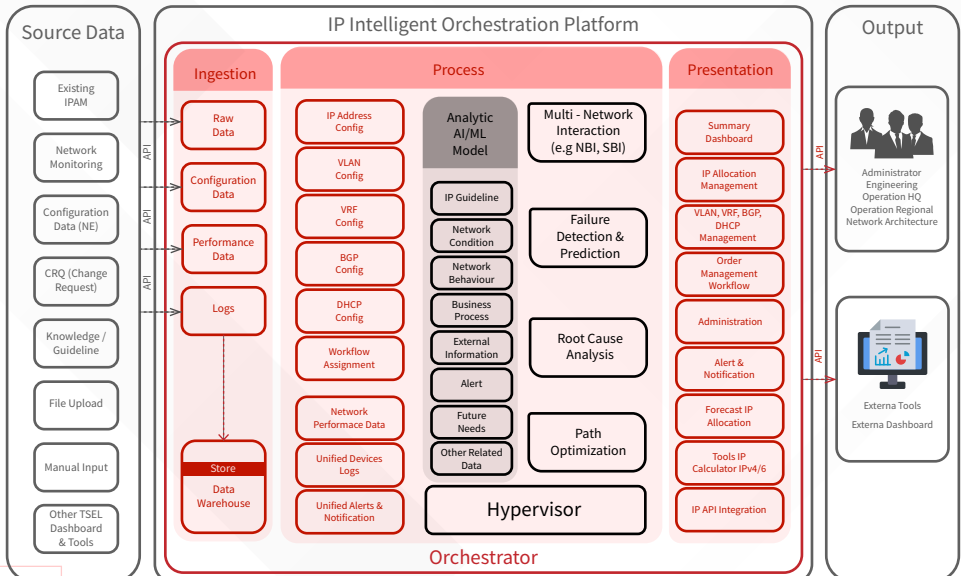 Source Data
Existing
IPAM
Network
Monitoring
Configuration
Data (NE)
CRQ (Change
Request)
Knowledge /
Guideline
File Upload
Manual Input
Other TSEL
Dashboard
& Tools
API
API
API
API
IP Intelligent Orchestration Platform
Ingestion
Raw
Data
Configuration
Data
Performance
Data
Logs
Store
Data
Warehouse
Process
IP Address
Config
VLAN
Config
VRF
Config
BGP
Config
DHCP
Config
Workflow
Assignment
Network
Performace Data
Unified Devices
Logs
Unified Alerts &
Notification
Analytic
AI/ML
Model
IP Guideline
Network
Condition
Network
Behaviour
Business
Process
External
Information
Alert
Future
Needs
Other Related
Data
Multi - Network
Interaction
(e.g NBI, SBI)
Failure
Detection &
Prediction
Root Cause
Analysis
Path
Optimization
Hypervisor
Presentation
Summary
Dashboard
IP Allocation
Management
VLAN, VRF, BGP,
DHCP
Management
Order
Management
Workflow
Administration
Alert &
Notification
Forecast IP
Allocation
Tools IP
Calculator IPv4/6
IP API Integration
Orchestrator
API
API
Output
Administrator
Engineering
Operation HQ
Operation Regional
Network Architecture
Externa Tools
Externa Dashboard